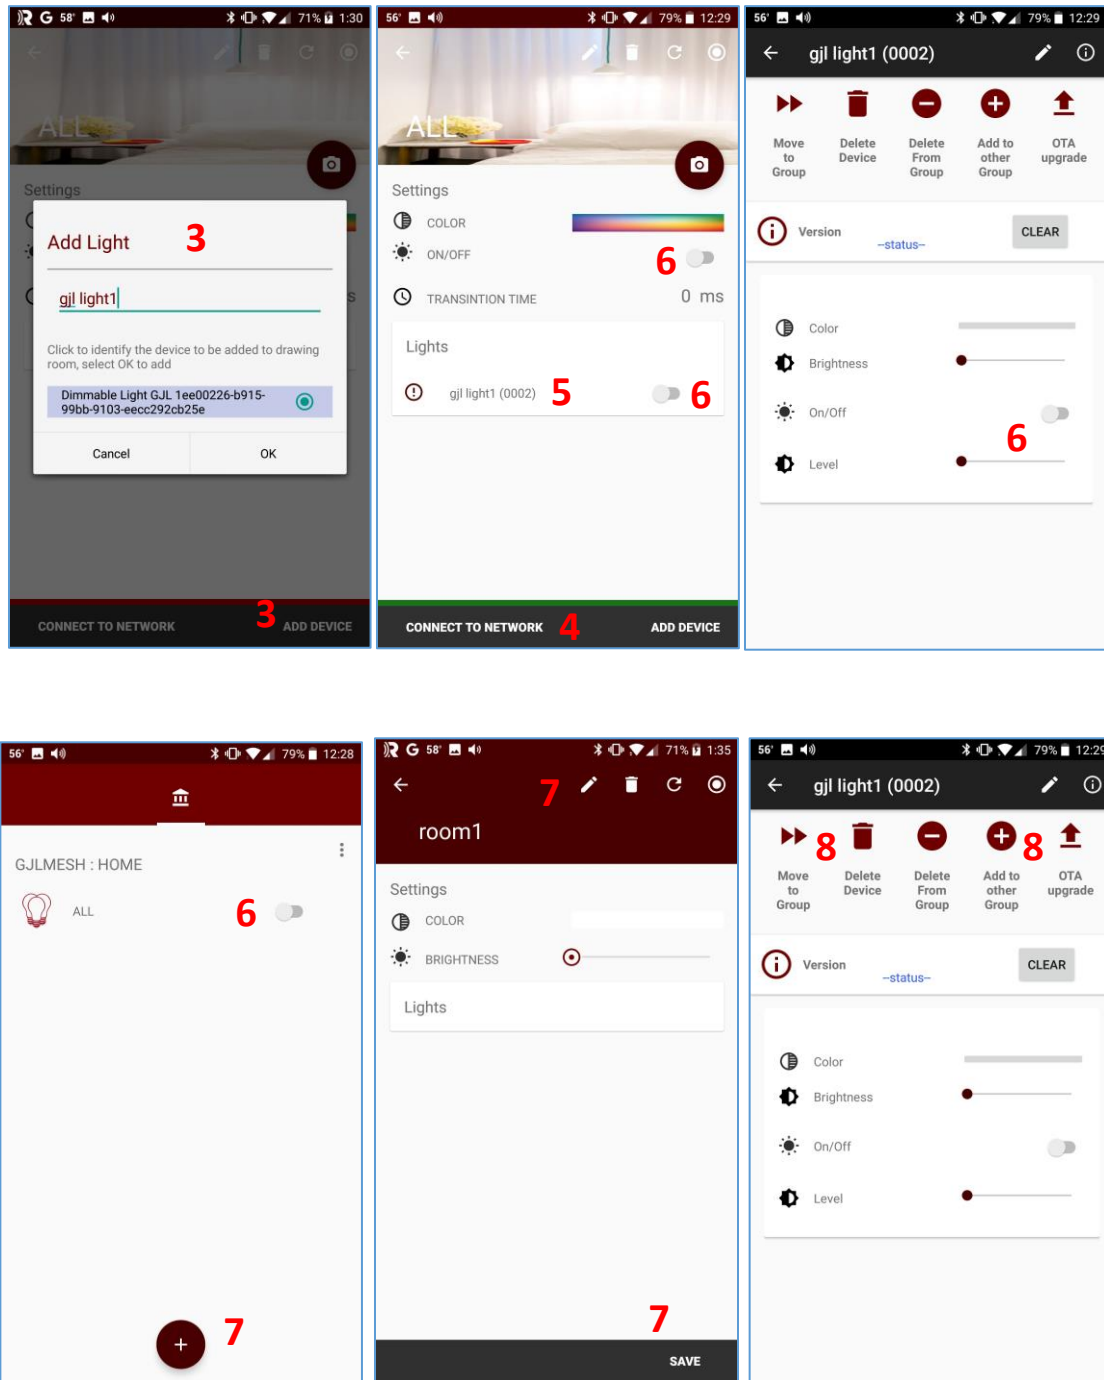 G 58° 71% 1:30
ALL
Settings
Add Light
3
gjl light1
s
Click to identify the device to be added to drawing
room, select OK to add
Dimmable Light GJL 1ee00226-b915-
99bb-9103-eecc292cb25e
Cancel
OK
CONNECT TO NETWORK
3
ADD DEVICE
56° 79% 12:29
ALL
Settings
COLOR
ON/OFF
6
TRANSINTION TIME
0 ms
Lights
gjl light1 (0002)
5
6
CONNECT TO NETWORK
4
ADD DEVICE
56° 79% 12:29
gjl light1 (0002)
Move
to
Group
Delete
Device
Delete
From
Group
Add to
other
Group
OTA
upgrade
Version
--status--
CLEAR
Color
Brightness
On/Off
6
Level
56° 79% 12:28
GJLMESH : HOME
ALL
6
7
G 58° 71% 1:35
7
room1
Settings
COLOR
BRIGHTNESS
Lights
7
SAVE
56° 79% 12:29
gjl light1 (0002)
8
8
Move
to
Group
Delete
Device
Delete
From
Group
Add to
other
Group
OTA
upgrade
Version
--status--
CLEAR
Color
Brightness
On/Off
Level